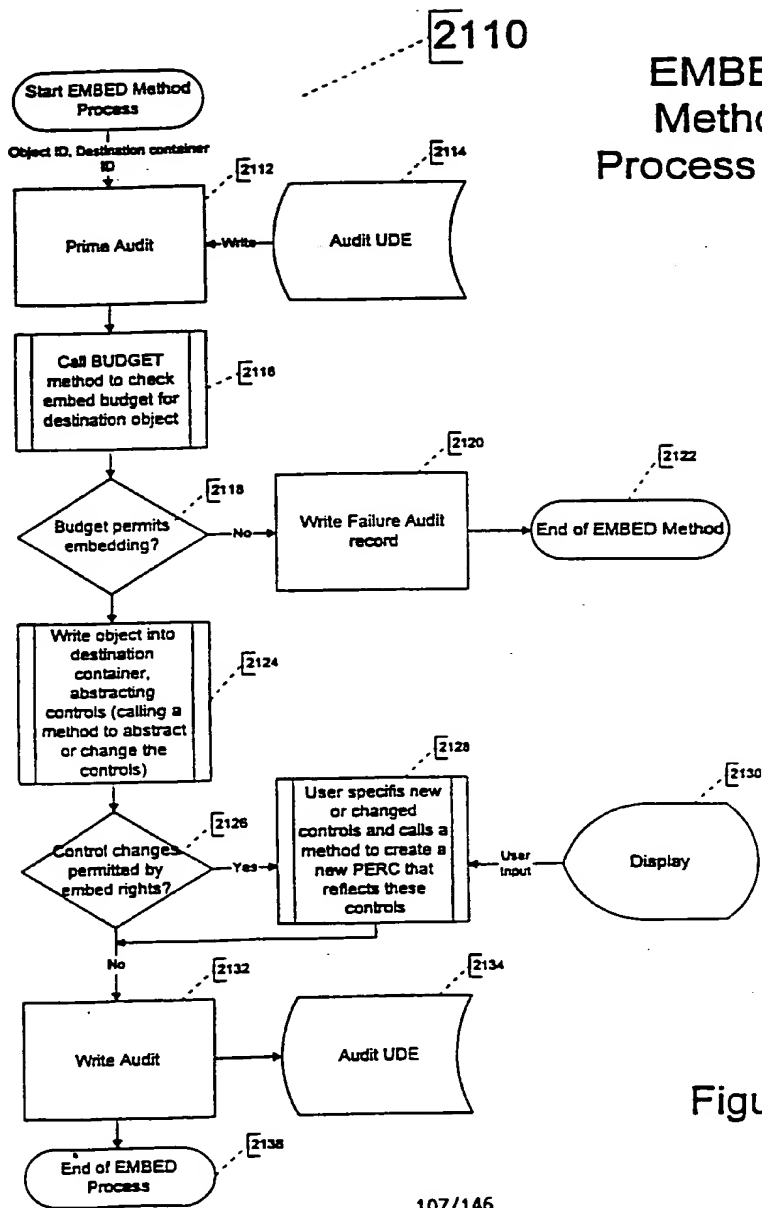 2110
EMBE
Metho
Process
Start EMBED Method
Process
Object ID, Destination container
ID
2112
2114
Prime Audit
Write
Audit UDE
Call BUDGET
method to check
embed budget for
destination object
2116
2118
2120
2122
Budget permits
embedding?
No
Write Failure Audit
record
End of EMBED Method
Write object into
destination
container,
abstracting
controls (calling a
method to abstract
or change the
controls)
2124
2126
2128
2130
Control changes
permitted by
embed rights?
Yes
User specifis new
or changed
controls and calls a
method to create a
new PERC that
reflects these
controls
User
Input
Display
No
2132
2134
Write Audit
Audit UDE
Figu
End of EMBED
Process
2136
107/146